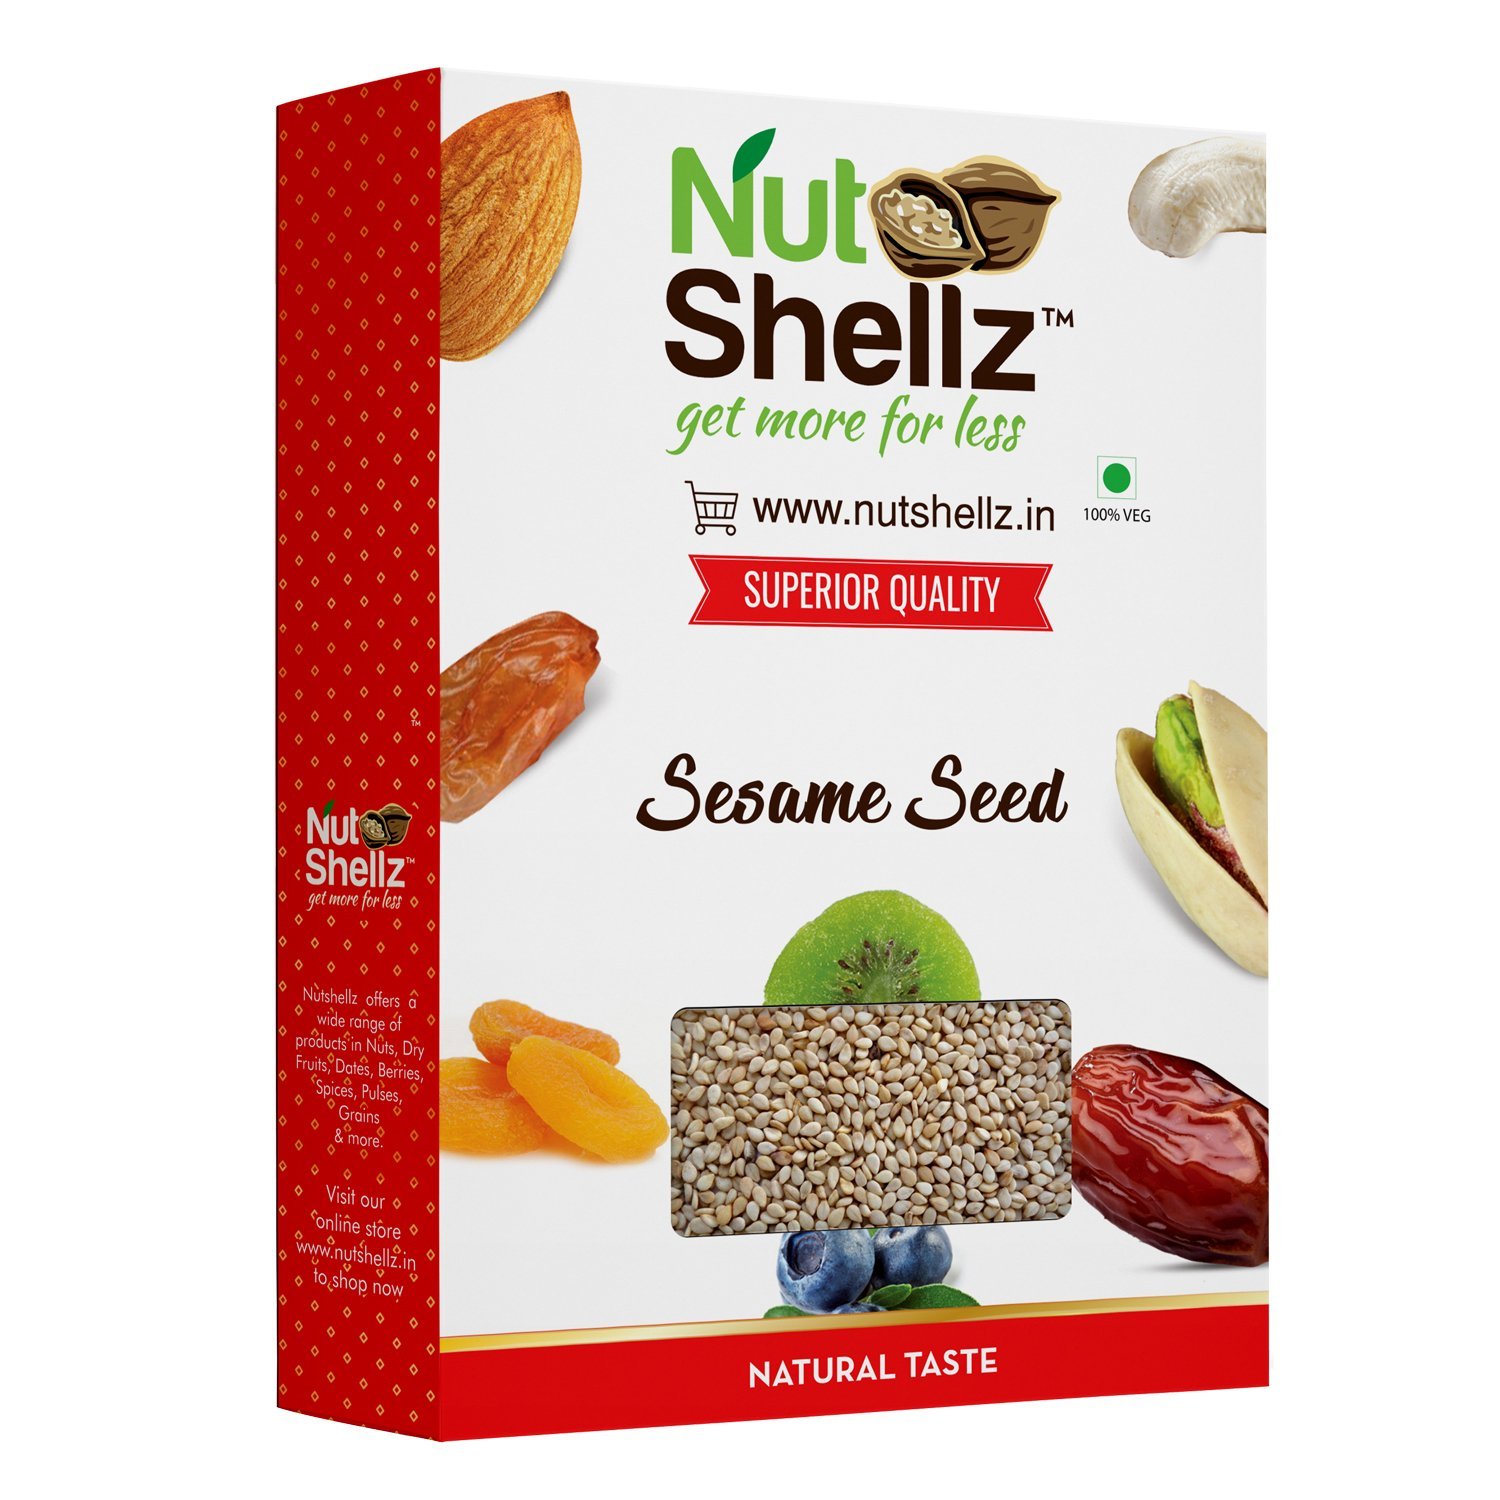 Nut
Shellz™
get more for less
www.nutshellz.in
100% VEG
SUPERIOR QUALITY
Sesame Seed
NATURAL TASTE
™
Nut
Shellz™
get more for less
Nutshellz offers a
wide range of
products in Nuts, Dry
Fruits, Dates, Berries,
Spices, Pulses,
Grains
& more.
Visit our
online store
www.nutshellz.in
to shop now